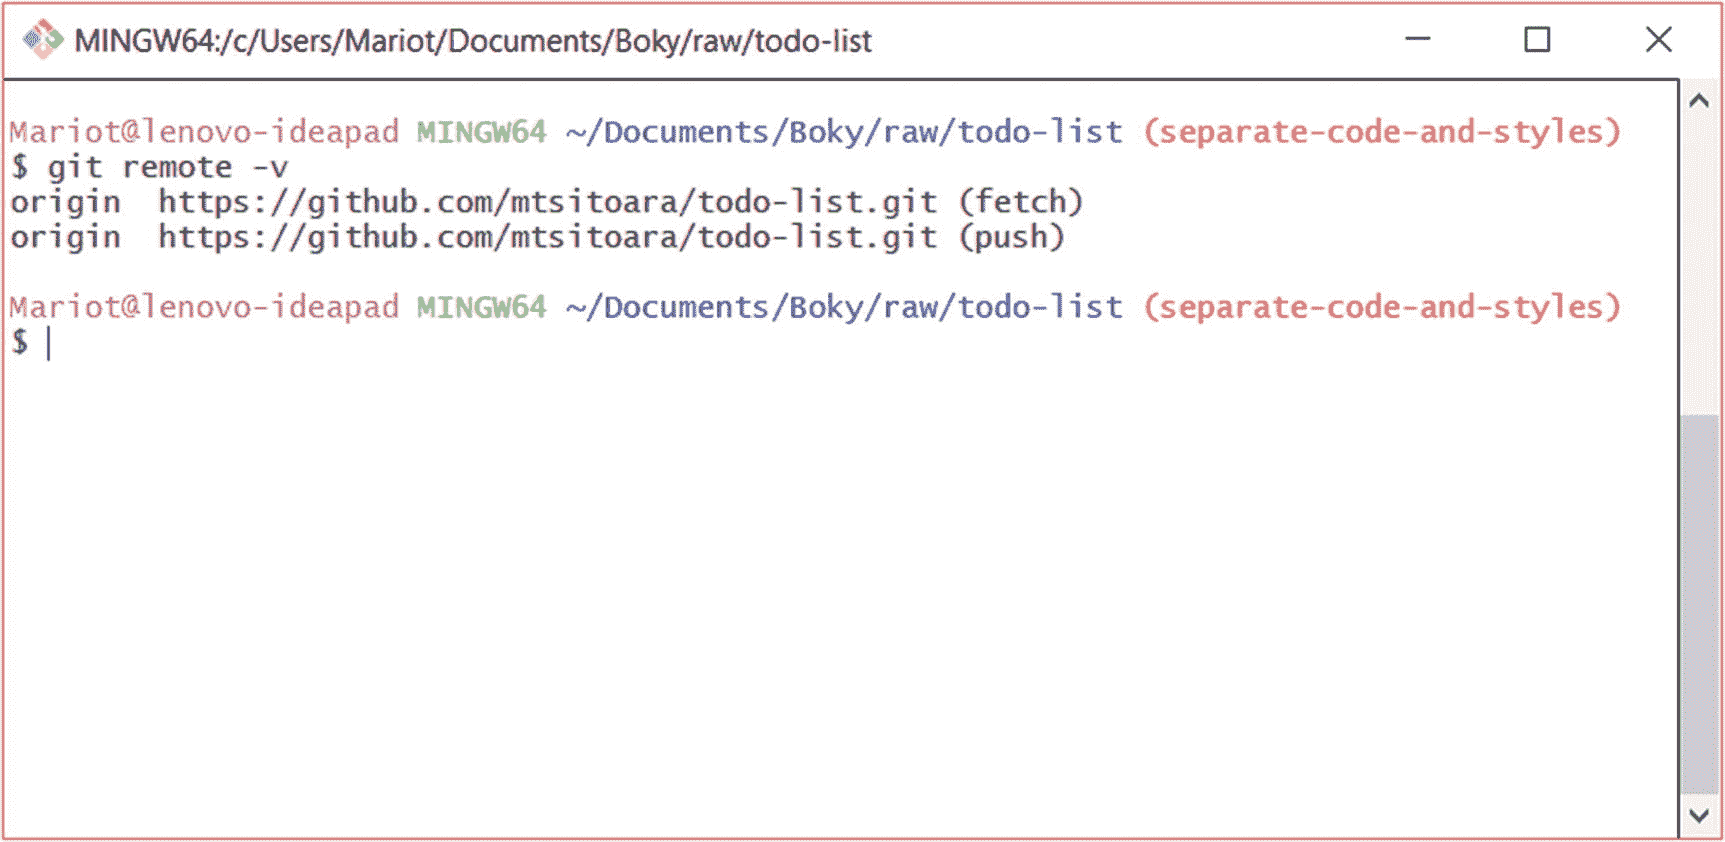 MINGW64:/c/Users/Mariot/Documents/Boky/raw/todo-list
Mariot@lenovo-ideapad MINGW64 ~/Documents/Boky/raw/todo-list (separate-code-and-styles)
$ git remote -v
origin  https://github.com/mtsitoara/todo-list.git (fetch)
origin  https://github.com/mtsitoara/todo-list.git (push)
Mariot@lenovo-ideapad MINGW64 ~/Documents/Boky/raw/todo-list (separate-code-and-styles)
$